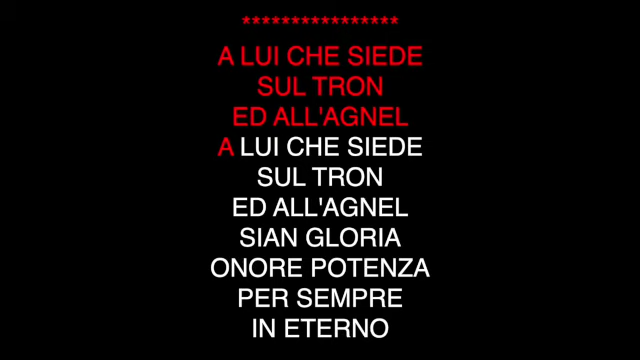 ****************
A LUI CHE SIEDE
SUL TRON
ED ALL'AGNEL
A LUI CHE SIEDE
SUL TRON
ED ALL'AGNEL
SIAN GLORIA
ONORE POTENZA
PER SEMPRE
IN ETERNO